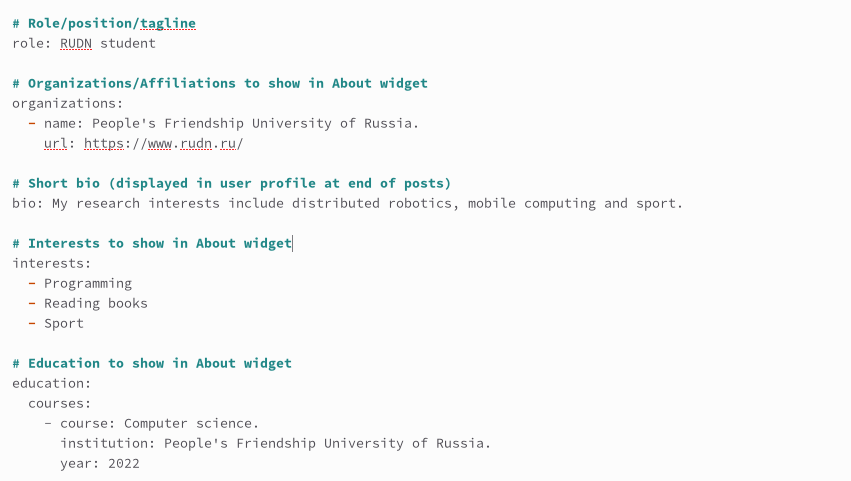 # Role/position/tagline
role: RUDN student
# Organizations/Affiliations to show in About widget
organizations:
- name: People's Friendship University of Russia.
url: https://www.rudn.ru/
# Short bio (displayed in user profile at end of posts)
bio: My research interests include distributed robotics, mobile computing and sport.
# Interests to show in About widget
interests:
- Programming
- Reading books
- Sport
# Education to show in About widget
education:
courses:
- course: Computer science.
institution: People's Friendship University of Russia.
year: 2022